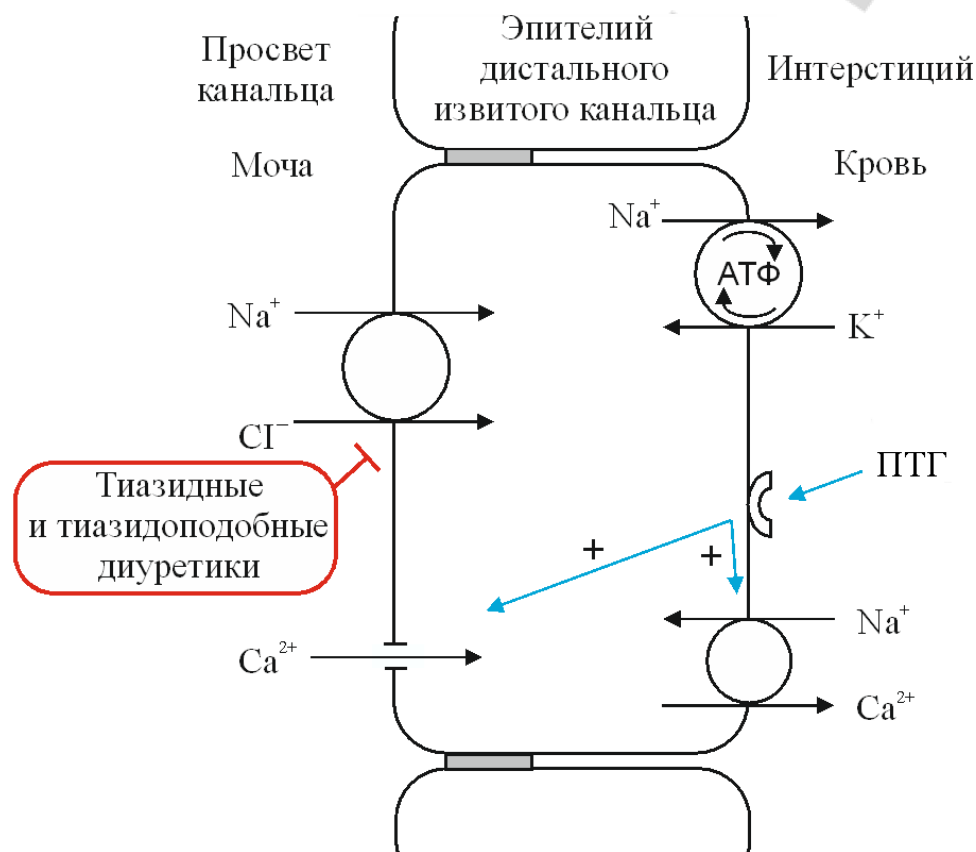 Просвет
канальца
Эпителий
дистального
извитого канальца
Интерстиций
Моча
Кровь
Na⁺
АТФ
K⁺
Na⁺
Cl⁻
Тиазидные
и тиазидоподобные
диуретики
ПТГ
+
+
Ca²⁺
Na⁺
Ca²⁺